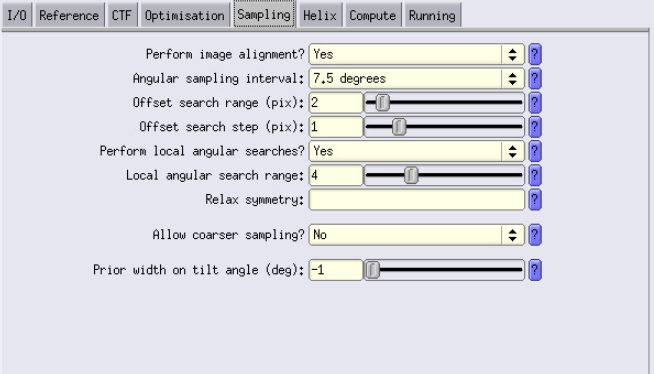 I/O Reference CTF Optimisation Sampling Helix Compute Running
Perform image alignment? Yes ?
Angular sampling interval: 7.5 degrees ?
Offset search range (pix): 2 ?
Offset search step (pix): 1 ?
Perform local angular searches? Yes ?
Local angular search range: 4 ?
Relax symmetry: ?
Allow coarser sampling? No ?
Prior width on tilt angle (deg): -1 ?